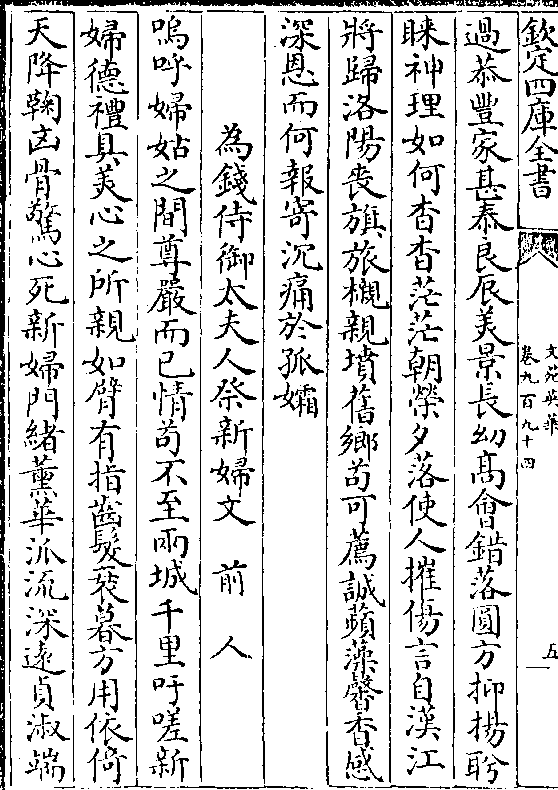 欽定四庫全書
文苑英華
卷九百九十四
五
過恭豐家甚泰良辰美景長幼髙會錯落圓方抑揚眄
睞神理如何杳杳茫茫朝榮夕落使人摧傷言自漢江
將歸洛陽喪旗旅櫬親墳舊鄉茍可薦誠蘋藻馨香感
深恩而何報寄沉痛於孤孀
為錢侍御太夫人祭新婦文 前人
嗚呼婦姑之間尊嚴而已情茍不至兩城千里吁嗟新
婦德禮具美心之所親如臂有指齒髮衰暮方用依倚
天降鞠凶骨驚心死新婦門緒薰華派流深遠貞淑端